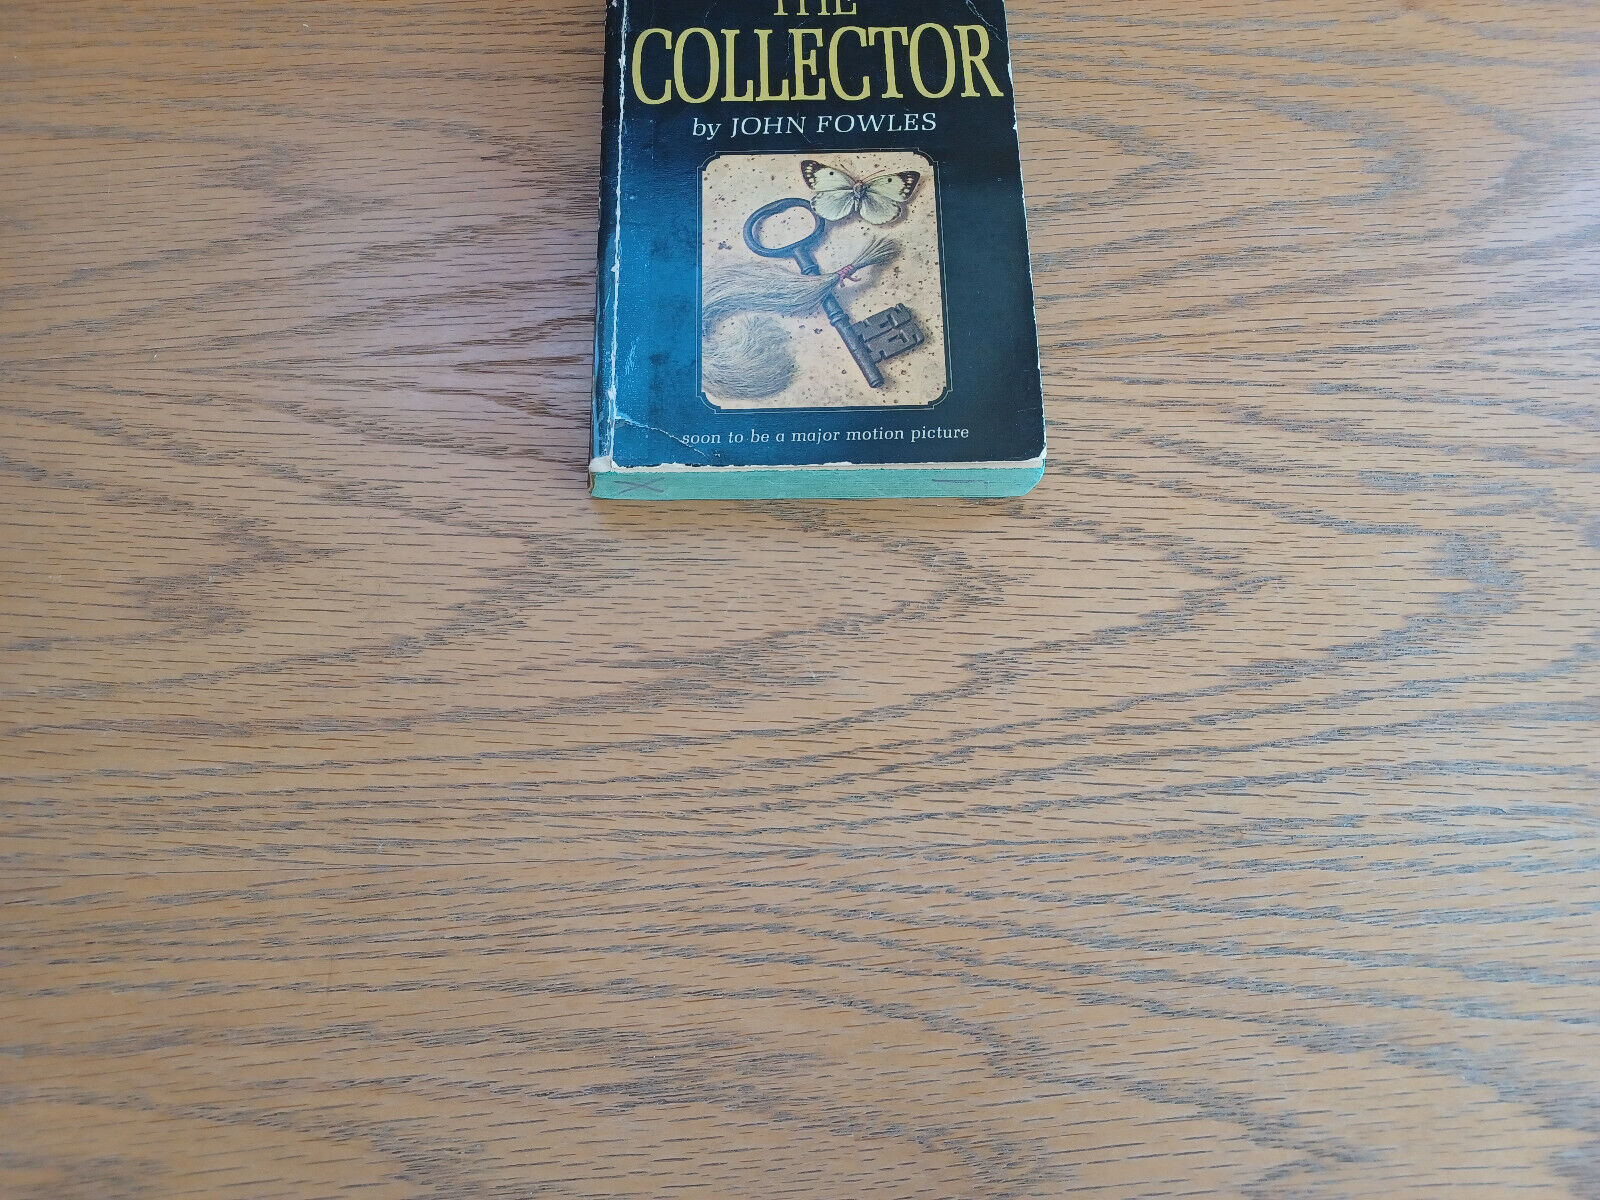 THE
COLLECTOR
by JOHN FOWLES
soon to be a major motion picture
X